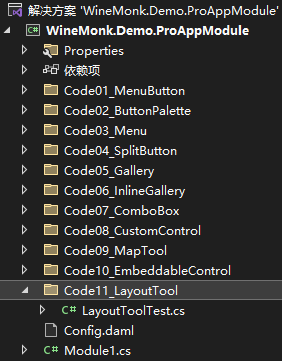 解决方案 'WineMonk.Demo.ProAppModule'
C# WineMonk.Demo.ProAppModule
Properties
依赖项
Code01_MenuButton
Code02_ButtonPalette
Code03_Menu
Code04_SplitButton
Code05_Gallery
Code06_InlineGallery
Code07_ComboBox
Code08_CustomControl
Code09_MapTool
Code10_EmbeddableControl
Code11_LayoutTool
C# LayoutToolTest.cs
Config.daml
C# Module1.cs